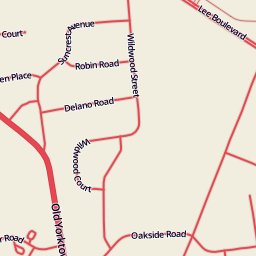 Suncrest Avenue
Lee Boulevard
Court
Wildwood Street
Robin Road
en Place
Delano Road
Wildwood Court
Old Yorkto
Oakside Road
r Road